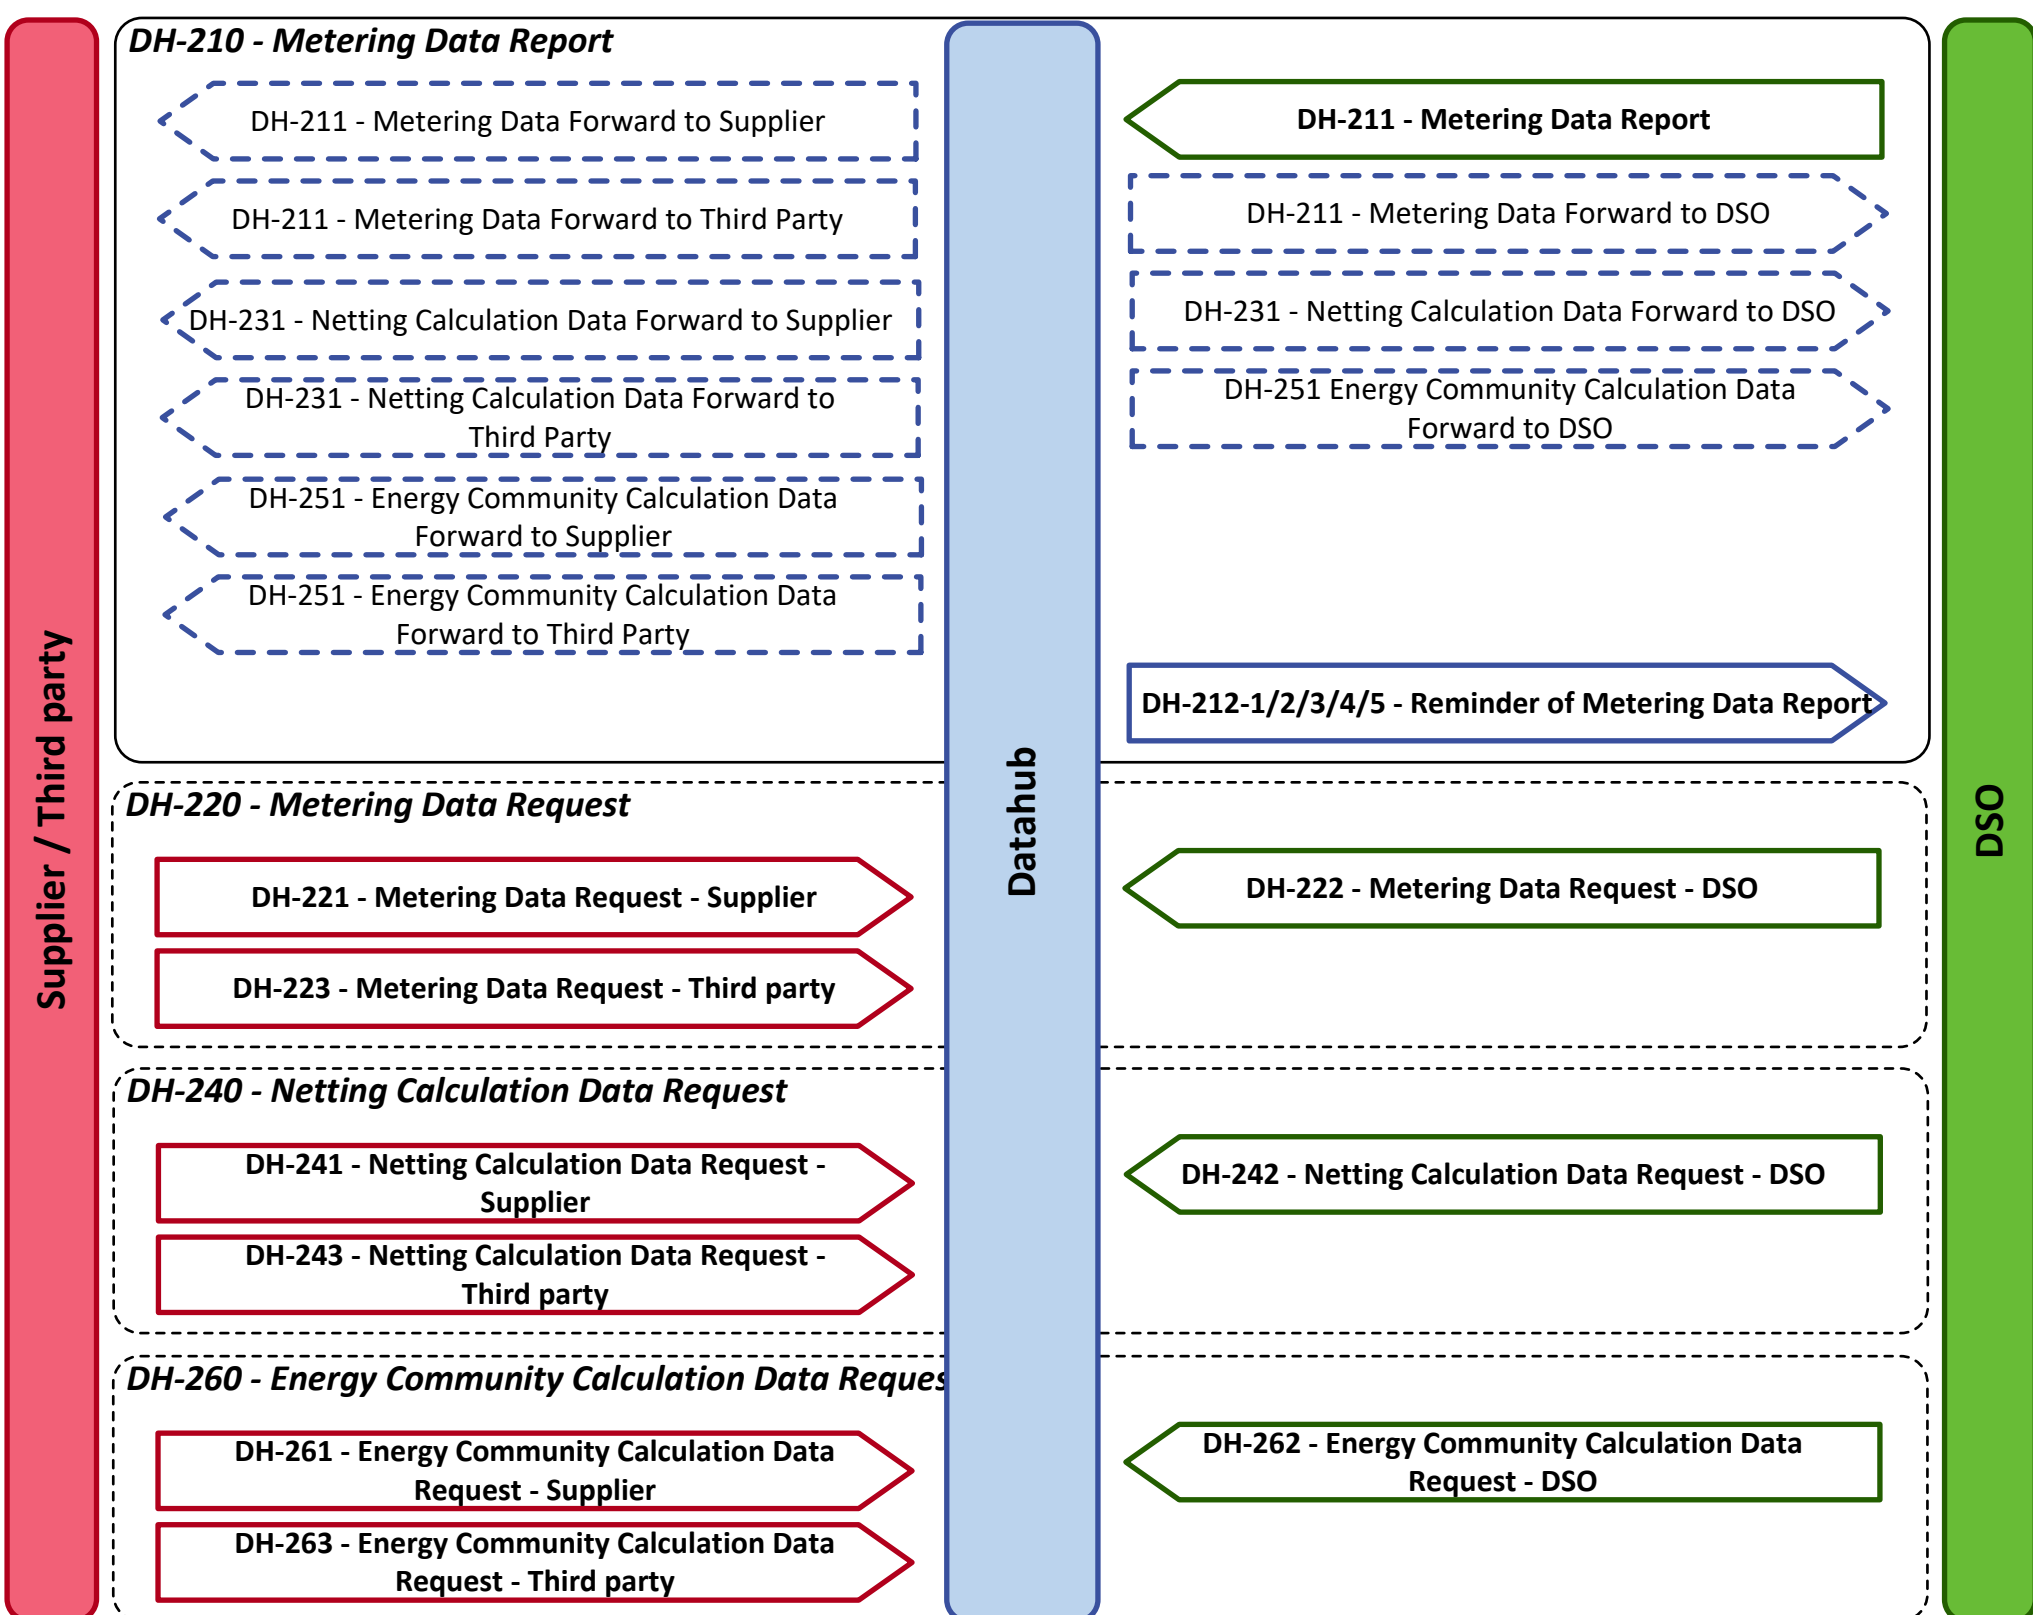 Supplier / Third party
Datahub
DSO
DH-210 - Metering Data Report
DH-211 - Metering Data Forward to Supplier
DH-211 - Metering Data Forward to Third Party
DH-231 - Netting Calculation Data Forward to Supplier
DH-231 - Netting Calculation Data Forward to
Third Party
DH-251 - Energy Community Calculation Data
Forward to Supplier
DH-251 - Energy Community Calculation Data
Forward to Third Party
DH-211 - Metering Data Report
DH-211 - Metering Data Forward to DSO
DH-231 - Netting Calculation Data Forward to DSO
DH-251 Energy Community Calculation Data
Forward to DSO
DH-212-1/2/3/4/5 - Reminder of Metering Data Report
DH-220 - Metering Data Request
DH-221 - Metering Data Request - Supplier
DH-223 - Metering Data Request - Third party
DH-222 - Metering Data Request - DSO
DH-240 - Netting Calculation Data Request
DH-241 - Netting Calculation Data Request -
Supplier
DH-243 - Netting Calculation Data Request -
Third party
DH-242 - Netting Calculation Data Request - DSO
DH-260 - Energy Community Calculation Data Reques
DH-261 - Energy Community Calculation Data
Request - Supplier
DH-263 - Energy Community Calculation Data
Request - Third party
DH-262 - Energy Community Calculation Data
Request - DSO